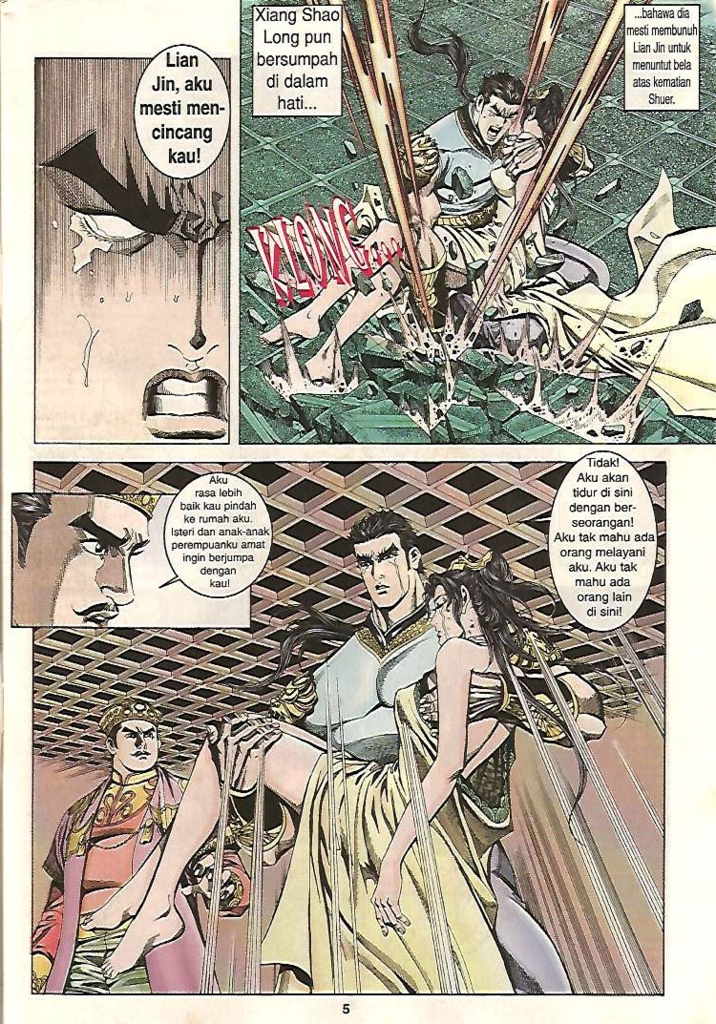 Lian
Jin, aku
mesti men-
cincang
kau!
Xiang Shao
Long pun
bersumpah
di dalam
hati...
...bahawa dia
mesti membunuh
Lian Jin untuk
menuntut bela
atas kematian
Shuer.
KLONG...
Aku
rasa lebih
baik kau pindah
ke rumah aku.
Isteri dan anak-anak
perempuanku amat
ingin berjumpa
dengan
kau!
Tidak!
Aku akan
tidur di sini
dengan ber-
seorangan!
Aku tak mahu ada
orang melayani
aku. Aku tak
mahu ada
orang lain
di sini!
5